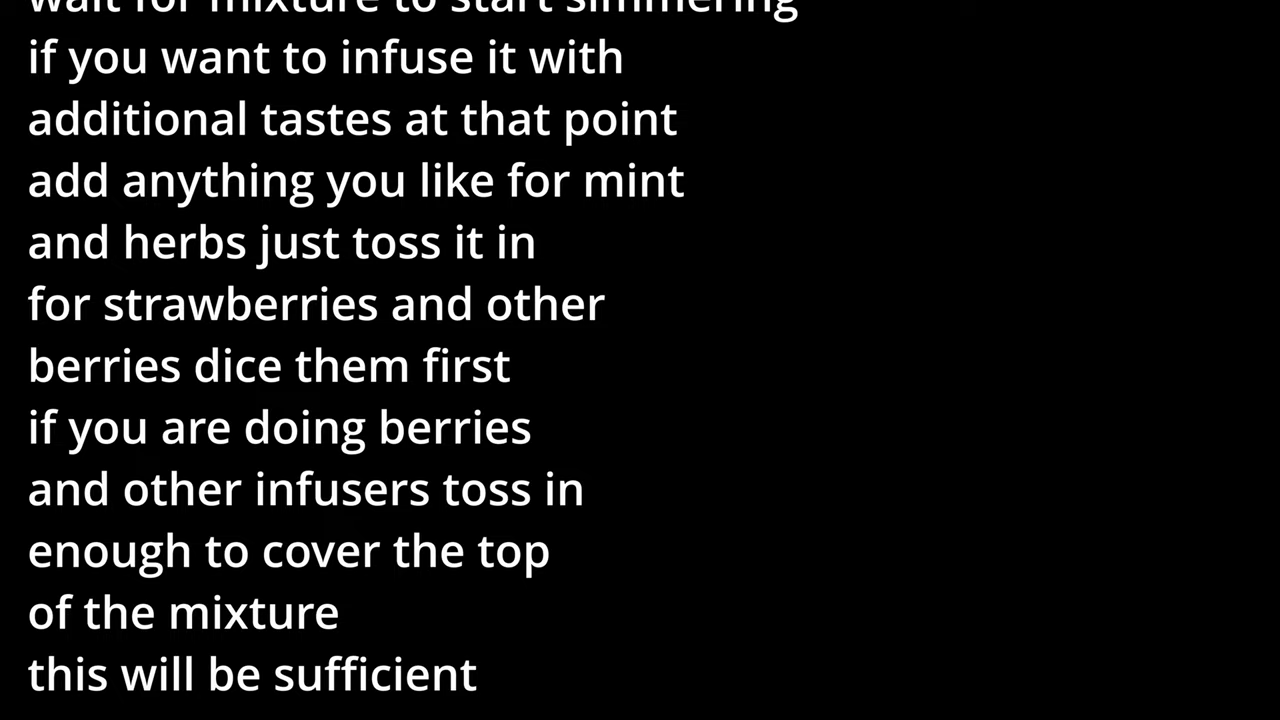 wait for mixture to start simmering
if you want to infuse it with
additional tastes at that point
add anything you like for mint
and herbs just toss it in
for strawberries and other
berries dice them first
if you are doing berries
and other infusers toss in
enough to cover the top
of the mixture
this will be sufficient